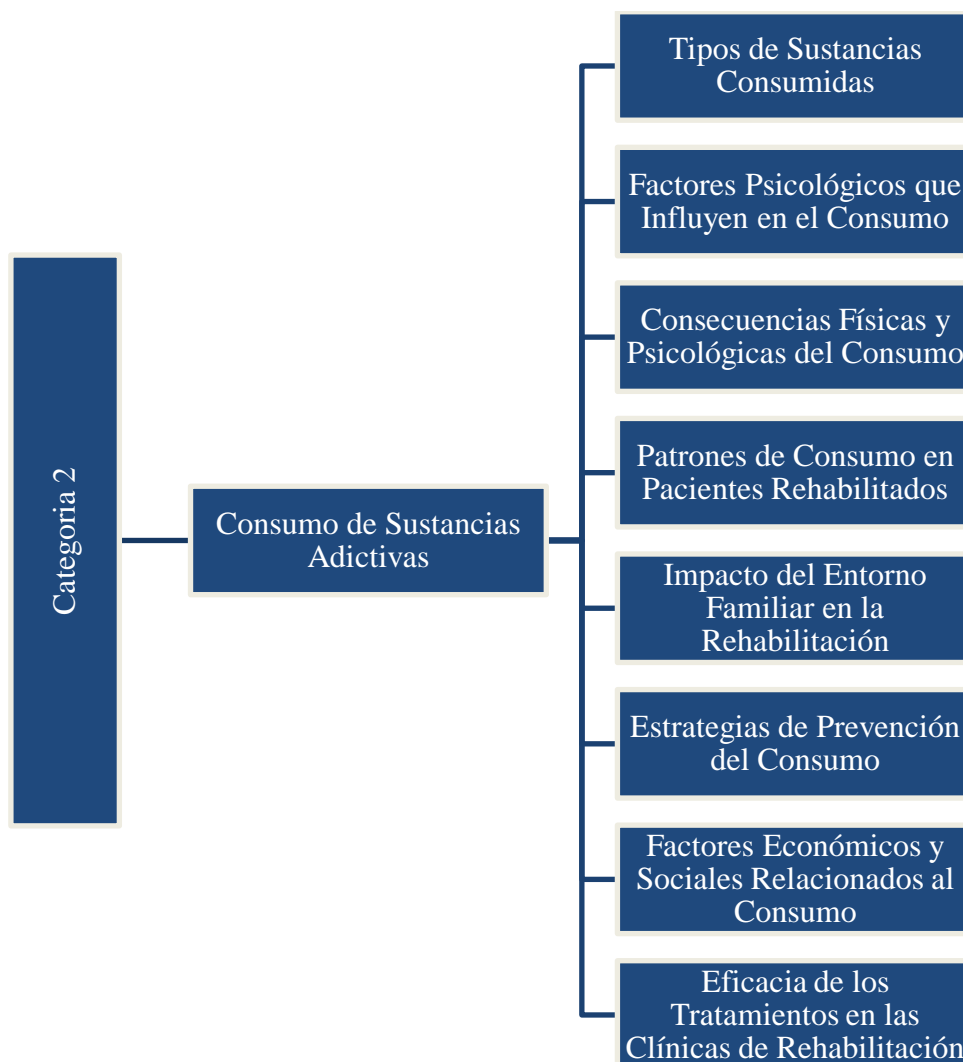 Categoria 2
Consumo de Sustancias
Adictivas
Tipos de Sustancias
Consumidas
Factores Psicológicos que
Influyen en el Consumo
Consecuencias Físicas y
Psicológicas del Consumo
Patrones de Consumo en
Pacientes Rehabilitados
Impacto del Entorno
Familiar en la
Rehabilitación
Estrategias de Prevención
del Consumo
Factores Económicos y
Sociales Relacionados al
Consumo
Eficacia de los
Tratamientos en las
Clínicas de Rehabilitación